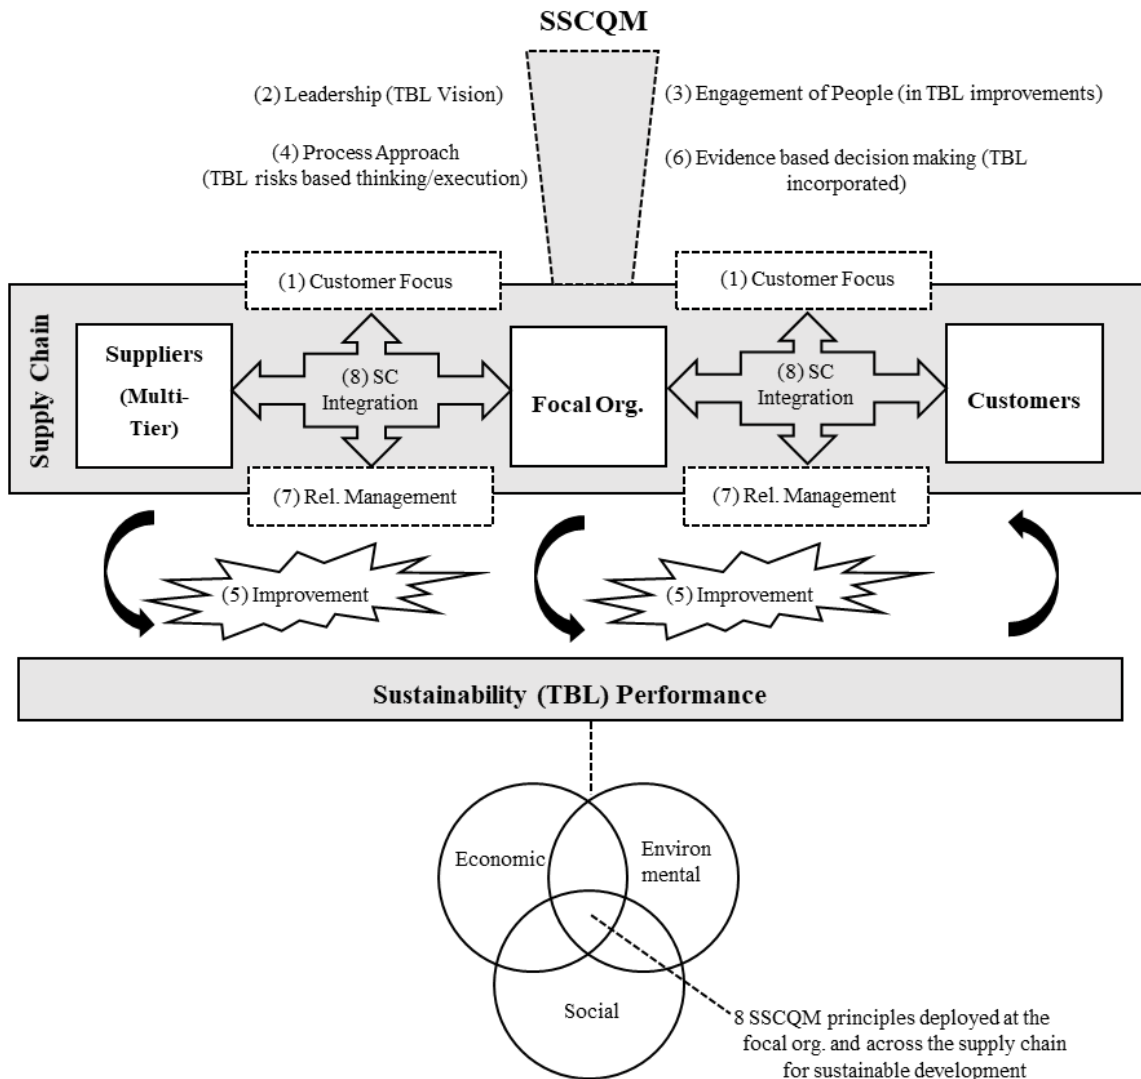 SSCQM
(2) Leadership (TBL Vision)
(3) Engagement of People (in TBL improvements)
(4) Process Approach
(TBL risks based thinking/execution)
(6) Evidence based decision making (TBL
incorporated)
(1) Customer Focus
(1) Customer Focus
Supply Chain
Suppliers
(Multi-
Tier)
(8) SC
Integration
Focal Org.
(8) SC
Integration
Customers
(7) Rel. Management
(7) Rel. Management
(5) Improvement
(5) Improvement
Sustainability (TBL) Performance
Economic
Environ
mental
Social
8 SSCQM principles deployed at the
focal org. and across the supply chain
for sustainable development